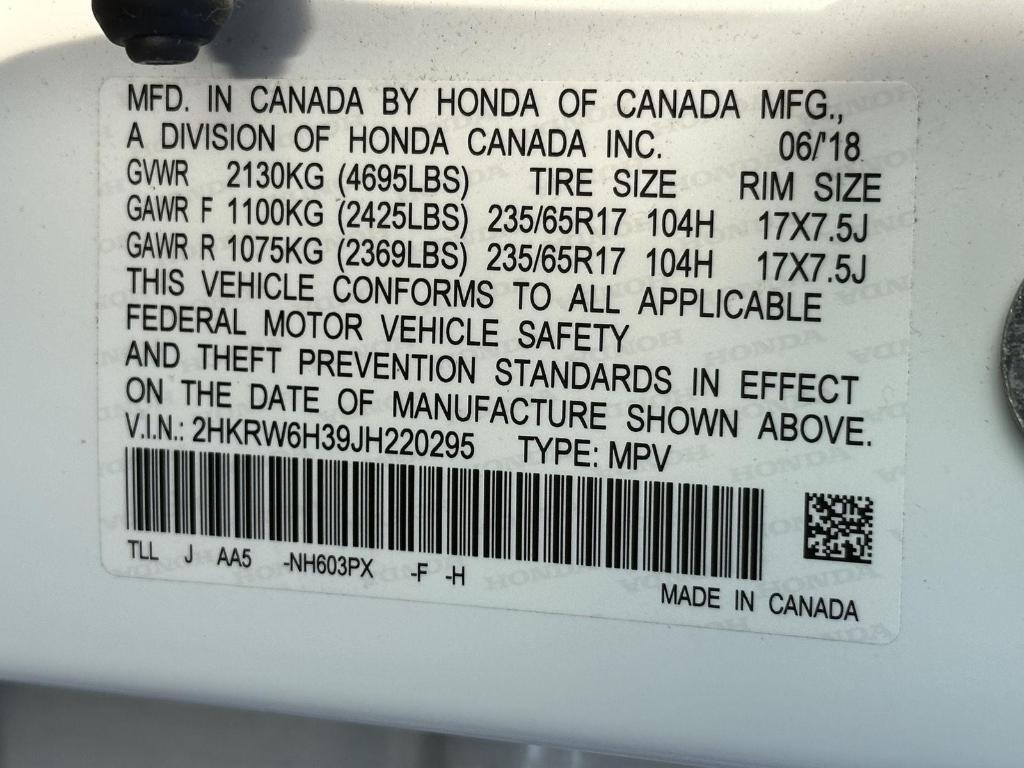 MFD. IN CANADA BY HONDA OF CANADA MFG.,
A DIVISION OF HONDA CANADA INC. 06/'18
GVWR 2130KG (4695LBS) TIRE SIZE RIM SIZE
GAWR F 1100KG (2425LBS) 235/65R17 104H 17X7.5J
GAWR R 1075KG (2369LBS) 235/65R17 104H 17X7.5J
THIS VEHICLE CONFORMS TO ALL APPLICABLE
FEDERAL MOTOR VEHICLE SAFETY
AND THEFT PREVENTION STANDARDS IN EFFECT
ON THE DATE OF MANUFACTURE SHOWN ABOVE.
V.I.N.: 2HKRW6H39JH220295 TYPE: MPV
TLL J AA5 -NH603PX -F -H
MADE IN CANADA